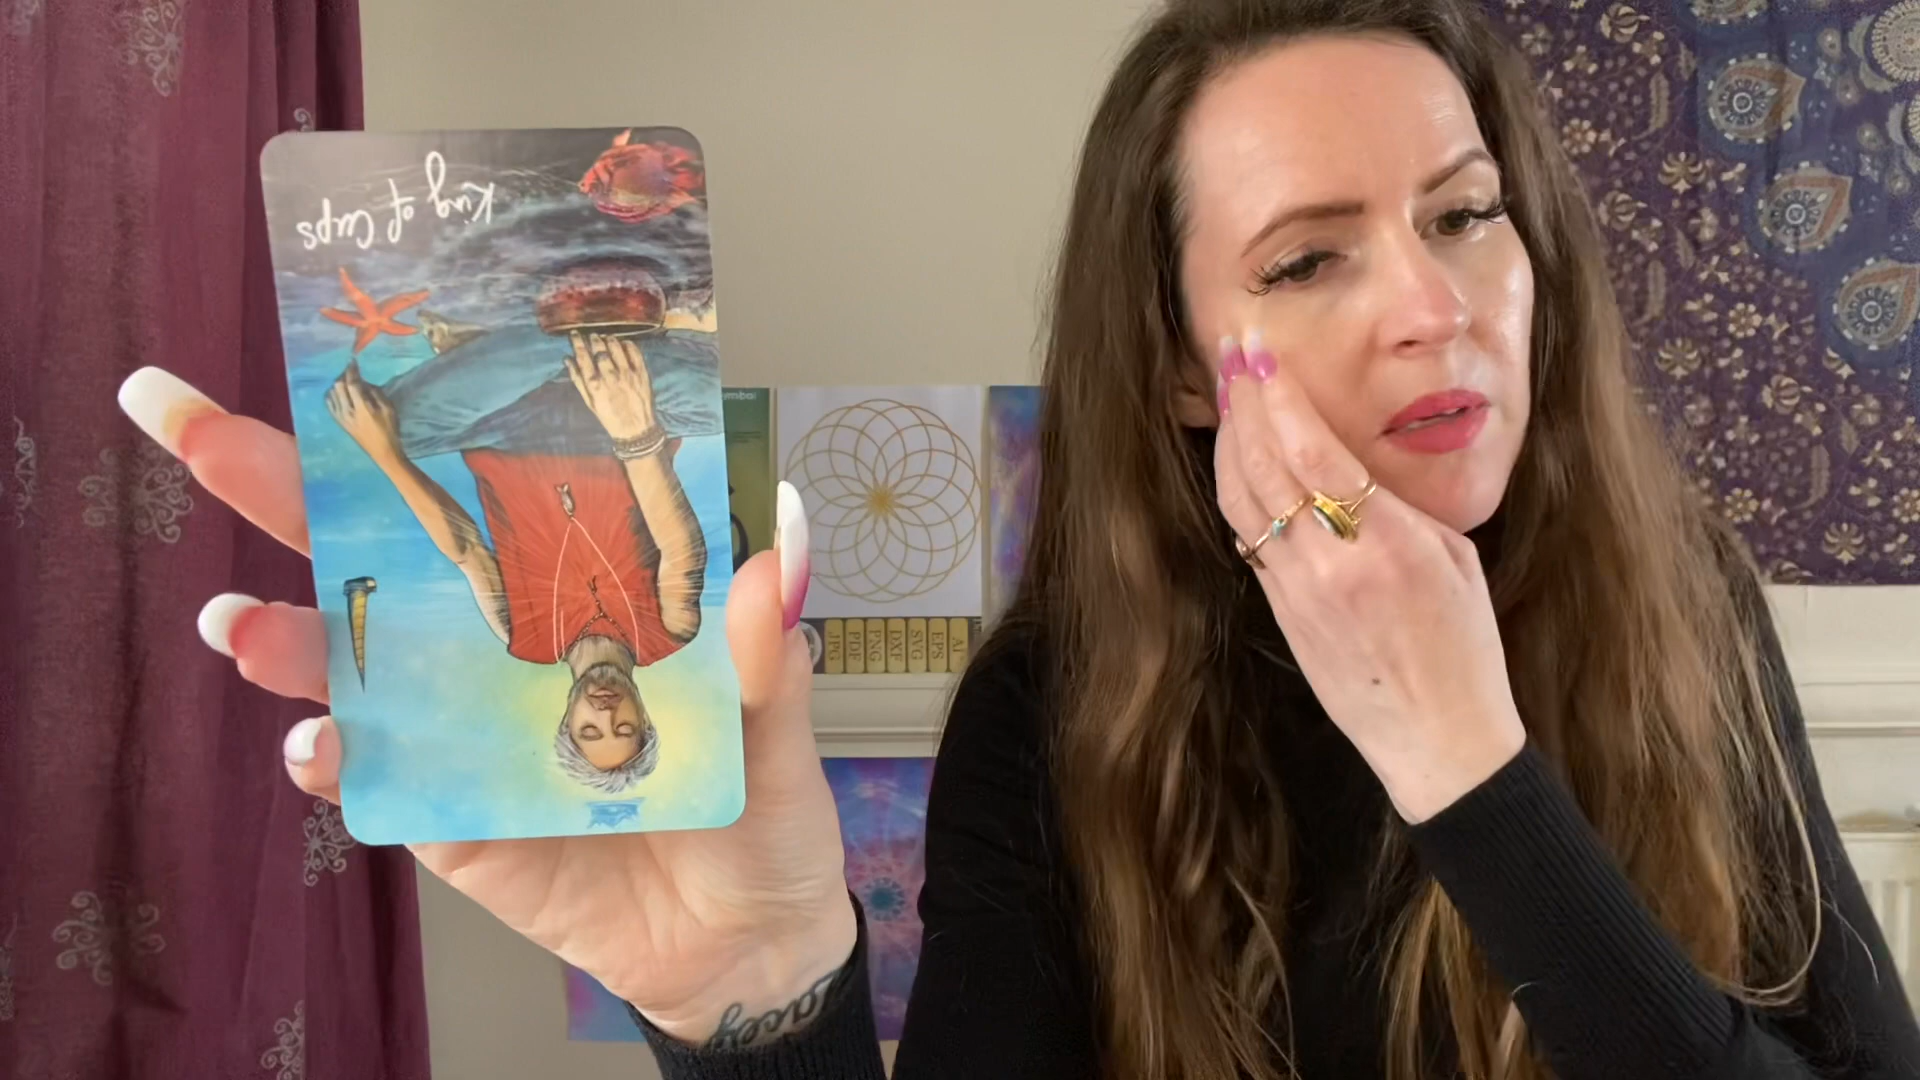 King of Cups
JPG
PDF
PNG
DXF
SVG
EPS
AI